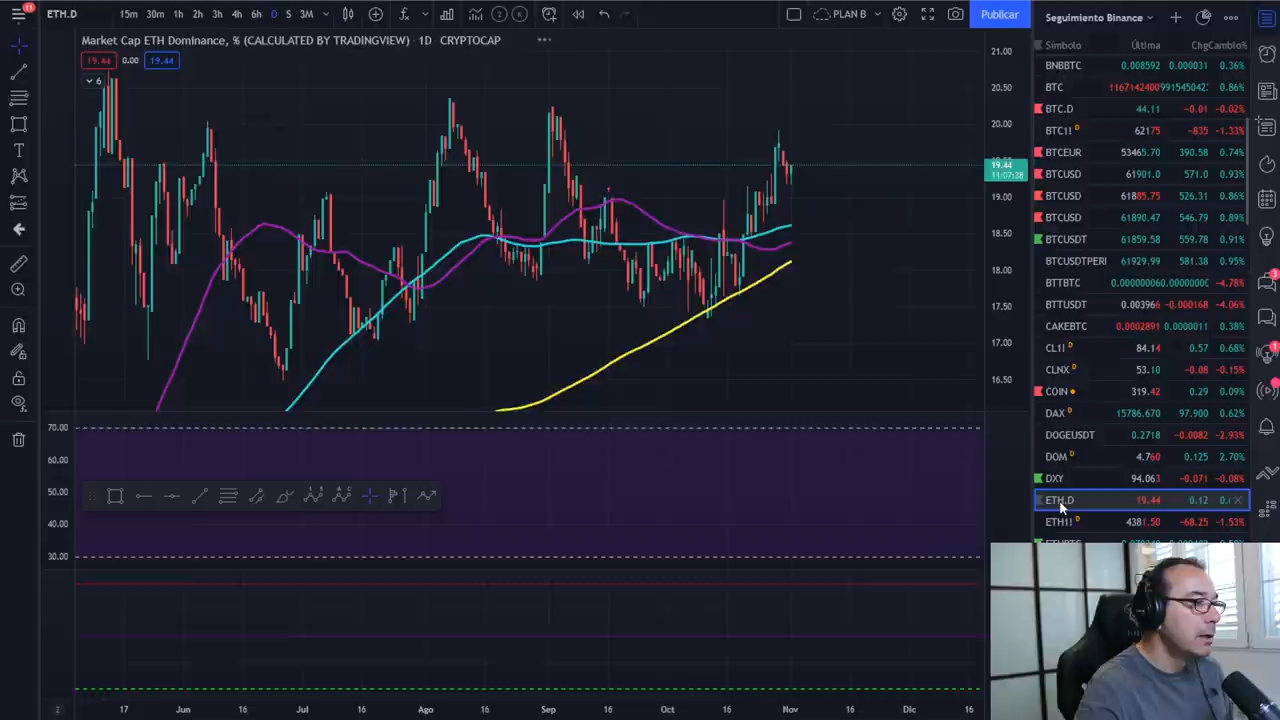 ETH.D 15m 30m 1h 2h 3h 4h 6h D S 3M PLAN B Publicar
Market Cap ETH Dominance, % (CALCULATED BY TRADINGVIEW) · 1D CRYPTOCAP
19.44 0.00 19.44
6
21.00
20.50
20.00
19.44
11:07:38
19.00
18.50
18.00
17.50
17.00
16.50
70.00
60.00
50.00
40.00
30.00
17 Jun 16 Jul 16 Ago 16 Sep 16 Oct 16 Nov 16 Dic 16
Seguimiento Binance
Símbolo Última Chg Cambio%
BNBBTC 0.008592 0.000031 0.36%
BTC 0.86%
BTC.D 44.11 -0.01 -0.02%
BTC1! D 62175 -835 -1.33%
BTCEUR 53465.70 390.58 0.74%
BTCUSD 61901.0 571.0 0.93%
BTCUSD 61885.75 526.31 0.86%
BTCUSD 61890.47 546.79 0.89%
BTCUSDT 61859.58 559.78 0.91%
BTCUSDTPERI 61929.99 581.38 0.95%
BTTBTC -4.78%
BTTUSDT 0.003966 -0.000168 -4.06%
CAKEBTC 0.0002891 0.0000011 0.38%
CL1! D 84.14 0.57 0.68%
CLNX D 53.10 -0.08 -0.15%
COIN 319.42 0.29 0.09%
DAX D 15786.670 97.900 0.62%
DOGEUSDT 0.2718 -0.0082 -2.93%
DOM D 4.760 0.125 2.70%
DXY 94.063 -0.071 -0.08%
ETH.D 19.44 0.12
ETH1! D 4381.50 -68.25 -1.53%